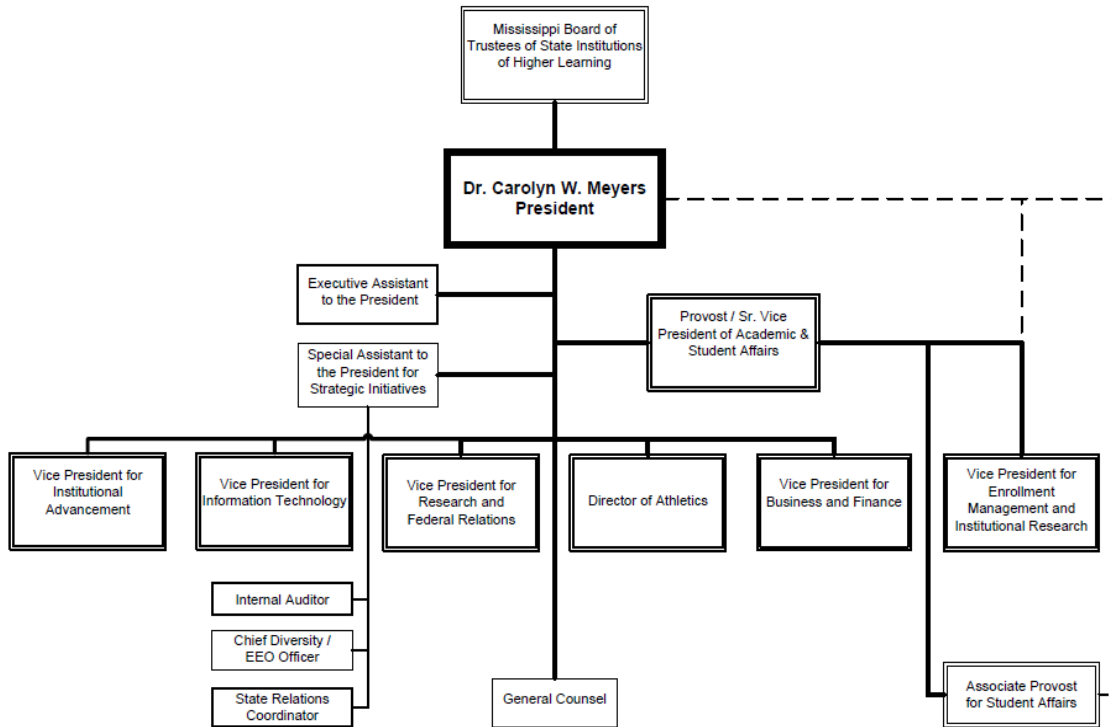 Mississippi Board of
Trustees of State Institutions
of Higher Learning
Dr. Carolyn W. Meyers
President
Executive Assistant
to the President
Provost / Sr. Vice
President of Academic &
Student Affairs
Special Assistant to
the President for
Strategic Initiatives
Vice President for
Institutional
Advancement
Vice President for
Information Technology
Vice President for
Research and
Federal Relations
Director of Athletics
Vice President for
Business and Finance
Vice President for
Enrollment
Management and
Institutional Research
Internal Auditor
Chief Diversity /
EEO Officer
State Relations
Coordinator
General Counsel
Associate Provost
for Student Affairs